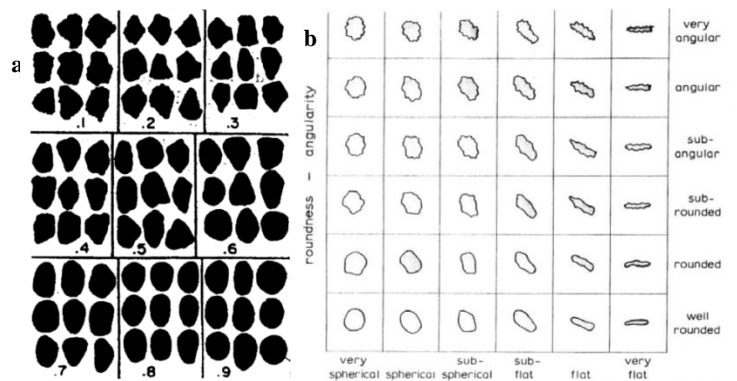 a
.1 .2 .3
.4 .5 .6
.7 .8 .9
b
roundness – angularity
very
angular
angular
sub-
angular
sub-
rounded
rounded
well
rounded
very
spherical
spherical
sub-
spherical
sub-
flat
flat
very
flat